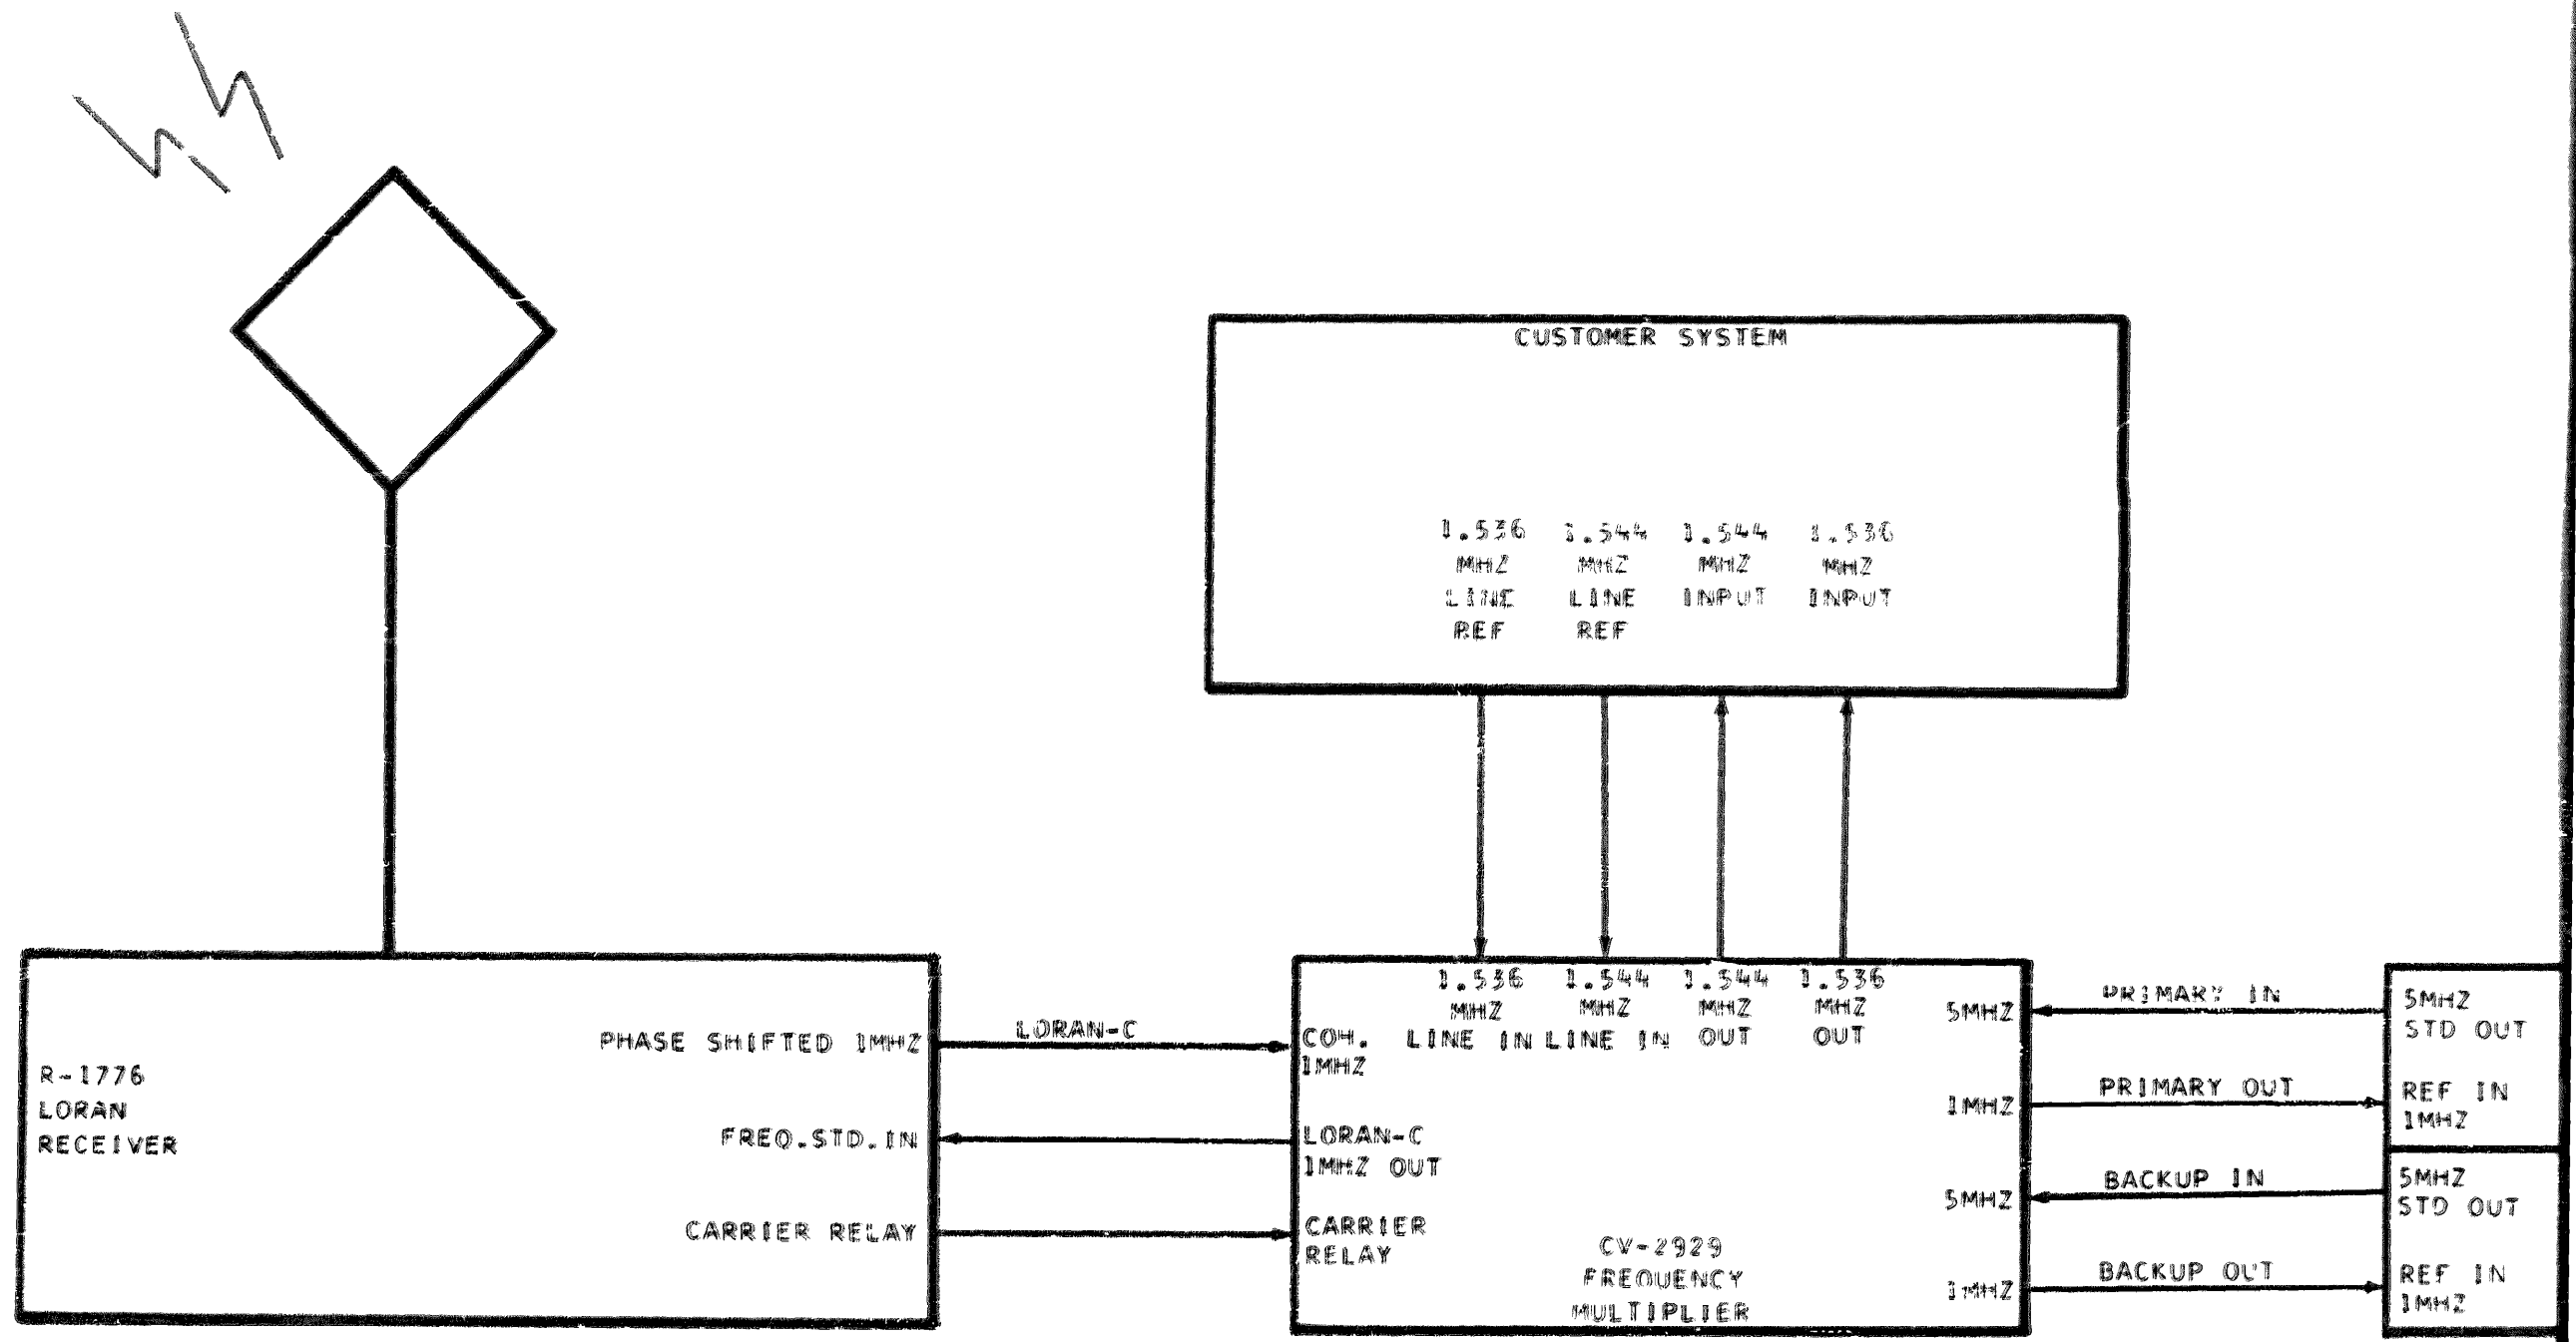 CUSTOMER SYSTEM
1.536 1.544 1.544 1.536
MHZ MHZ MHZ MHZ
LINE LINE INPUT INPUT
REF REF
R-1776
LORAN
RECEIVER
PHASE SHIFTED 1MHZ
FREQ.STD.IN
CARRIER RELAY
LORAN-C
1.536 1.544 1.544 1.536
MHZ MHZ MHZ MHZ
LINE IN LINE IN OUT OUT
COH.
1MHZ
LORAN-C
1MHZ OUT
CARRIER
RELAY
CV-2929
FREQUENCY
MULTIPLIER
5MHZ
1MHZ
5MHZ
1MHZ
PRIMARY IN
PRIMARY OUT
BACKUP IN
BACKUP OUT
5MHZ
STD OUT
REF IN
1MHZ
5MHZ
STD OUT
REF IN
1MHZ